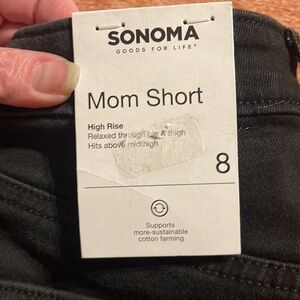 SONOMA
GOODS FOR LIFE
Mom Short
High Rise
Relaxed through hip & thigh
Hits above midthigh
8
Supports
more-sustainable
cotton farming